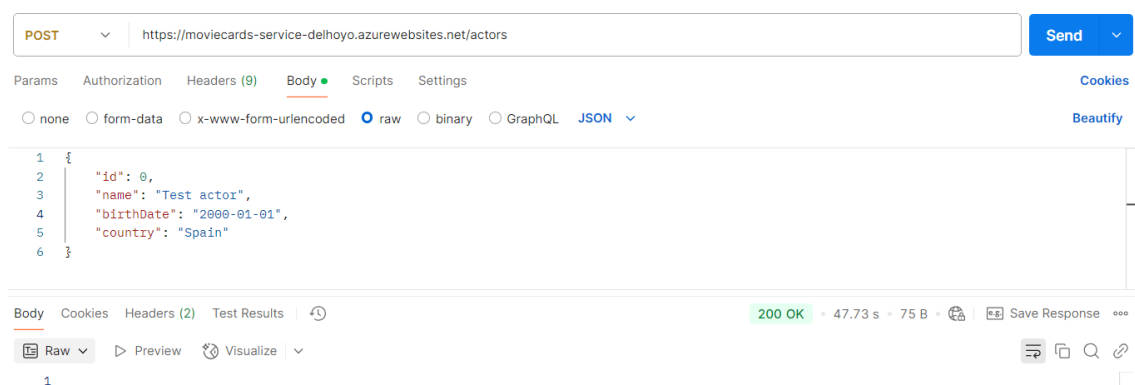 POST https://moviecards-service-delhoyo.azurewebsites.net/actors Send
Params Authorization Headers (9) Body Scripts Settings Cookies
none form-data x-www-form-urlencoded raw binary GraphQL JSON Beautify
1 {
2 "id": 0,
3 "name": "Test actor",
4 "birthDate": "2000-01-01",
5 "country": "Spain"
6 }
Body Cookies Headers (2) Test Results 200 OK • 47.73 s • 75 B • e.g. Save Response
Raw Preview Visualize
1